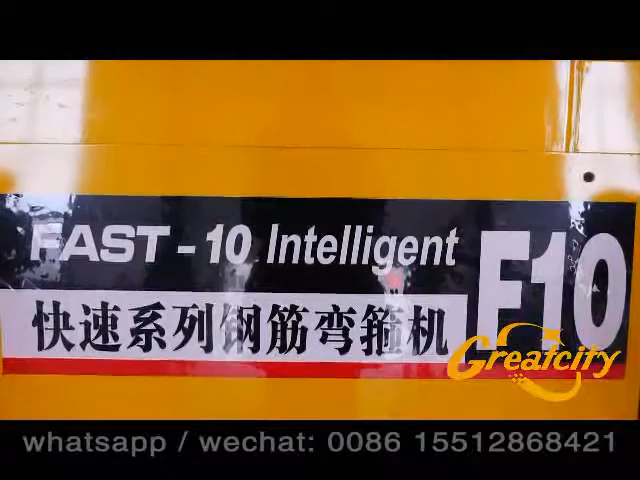 FAST-10 Intelligent
F10
快速系列钢筋弯箍机
Greatcity
whatsapp / wechat: 0086 15512868421